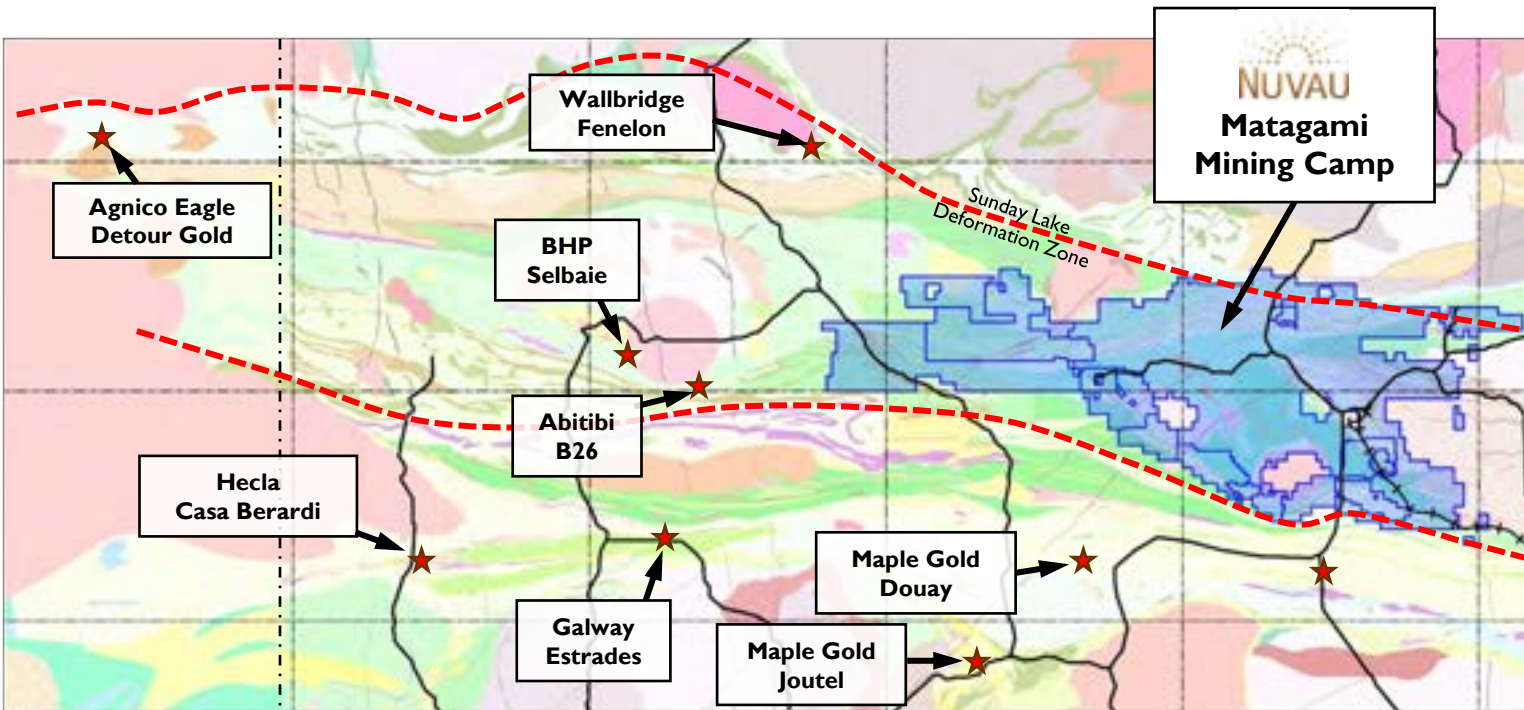 NUVAU
Matagami
Mining Camp
Wallbridge
Fenelon
Agnico Eagle
Detour Gold
Sunday Lake
Deformation Zone
BHP
Selbaie
Abitibi
B26
Hecla
Casa Berardi
Galway
Estrades
Maple Gold
Douay
Maple Gold
Joutel